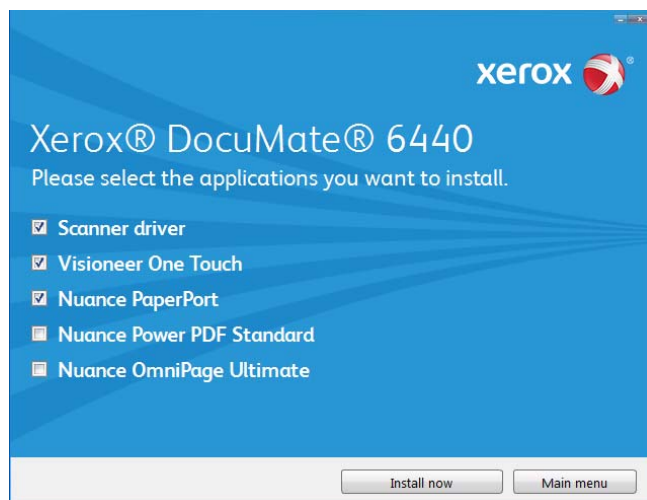 xerox ®
Xerox® DocuMate® 6440
Please select the applications you want to install.
Scanner driver
Visioneer One Touch
Nuance PaperPort
Nuance Power PDF Standard
Nuance OmniPage Ultimate
Install now
Main menu